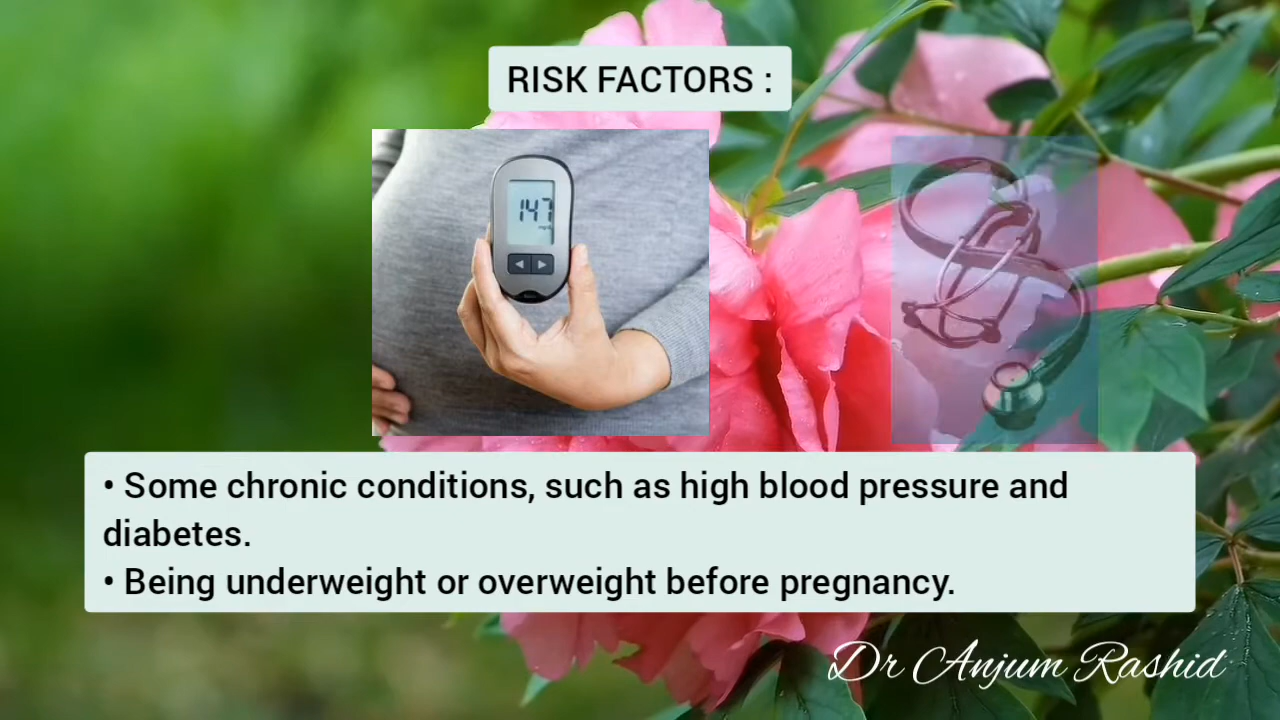 RISK FACTORS :
147
• Some chronic conditions, such as high blood pressure and
diabetes.
• Being underweight or overweight before pregnancy.
Dr Anjum Rashid